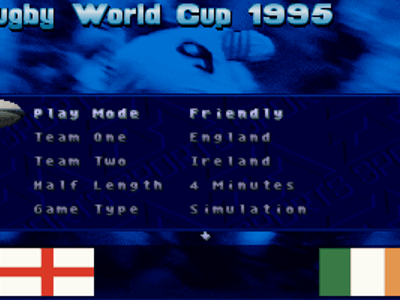 ugby World Cup 1995
Play Mode Friendly
Team One England
Team Two Ireland
Half Length 4 Minutes
Game Type Simulation